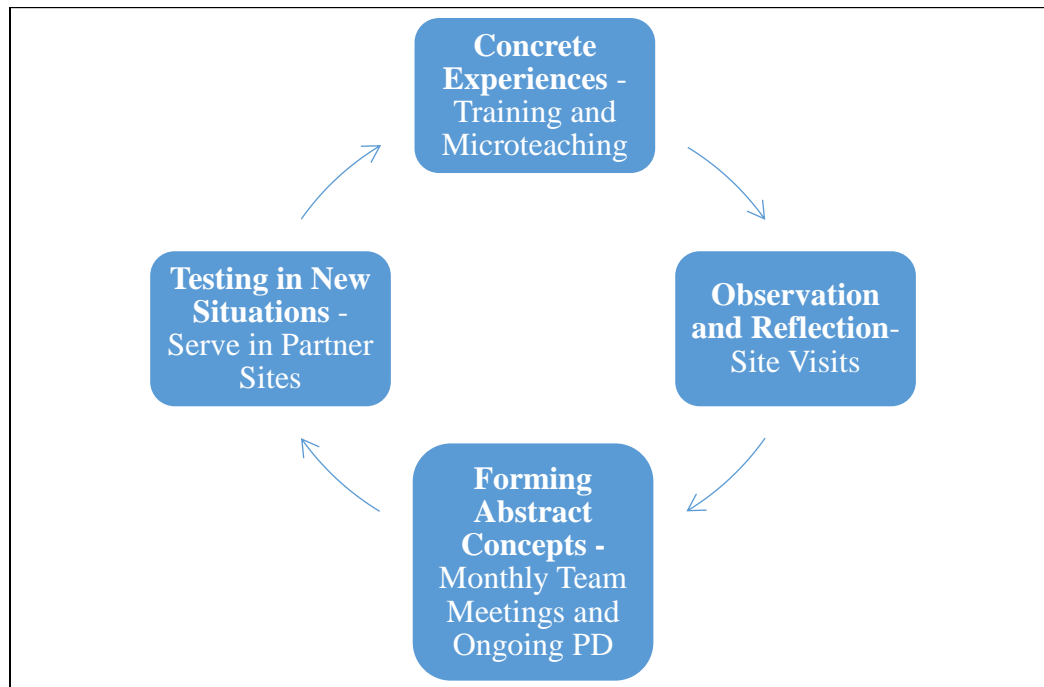 Concrete
Experiences -
Training and
Microteaching
Observation
and Reflection-
Site Visits
Forming
Abstract
Concepts -
Monthly Team
Meetings and
Ongoing PD
Testing in New
Situations -
Serve in Partner
Sites